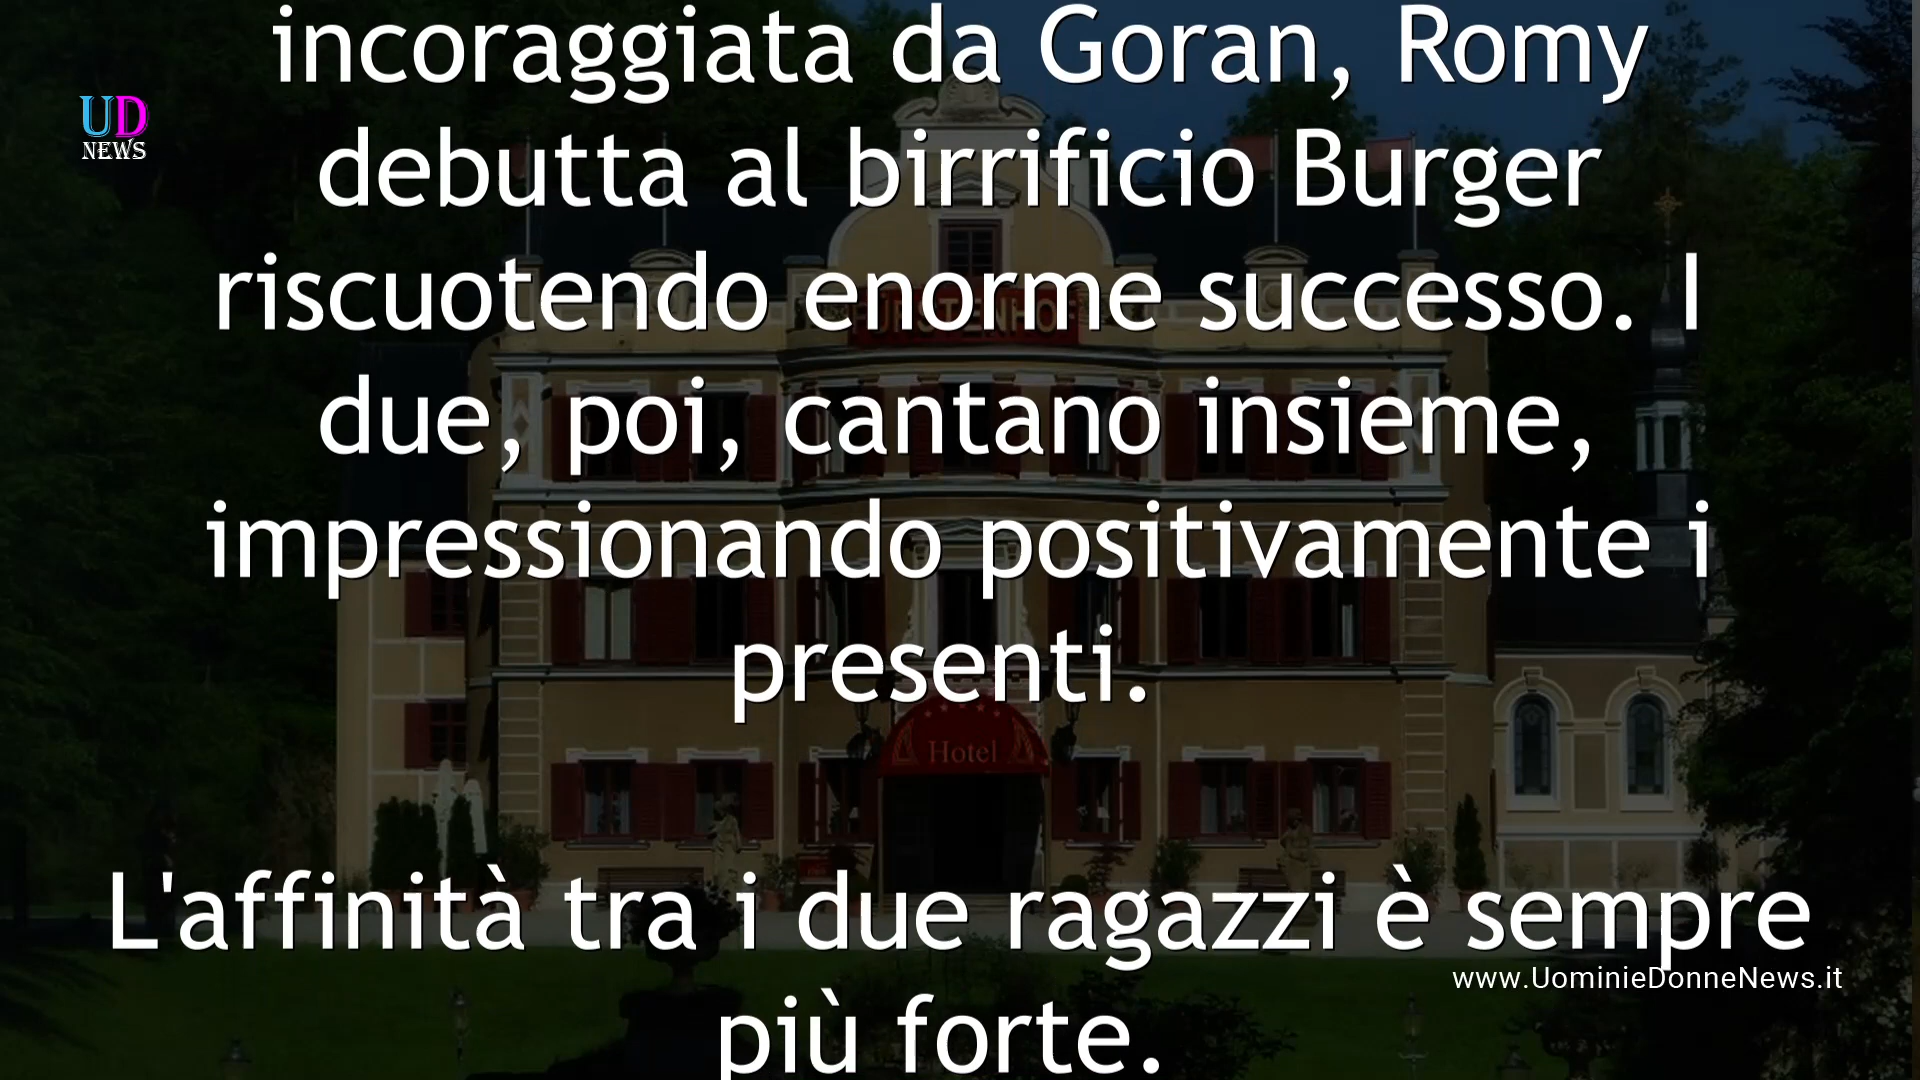 incoraggiata da Goran, Romy
UD
NEWS
debutta al birrificio Burger
riscuotendo enorme successo. I
FÜRSTENHOF
due, poi, cantano insieme,
impressionando positivamente i
presenti.
Hotel
L'affinità tra i due ragazzi è sempre
www.UominieDonneNews.it
più forte.